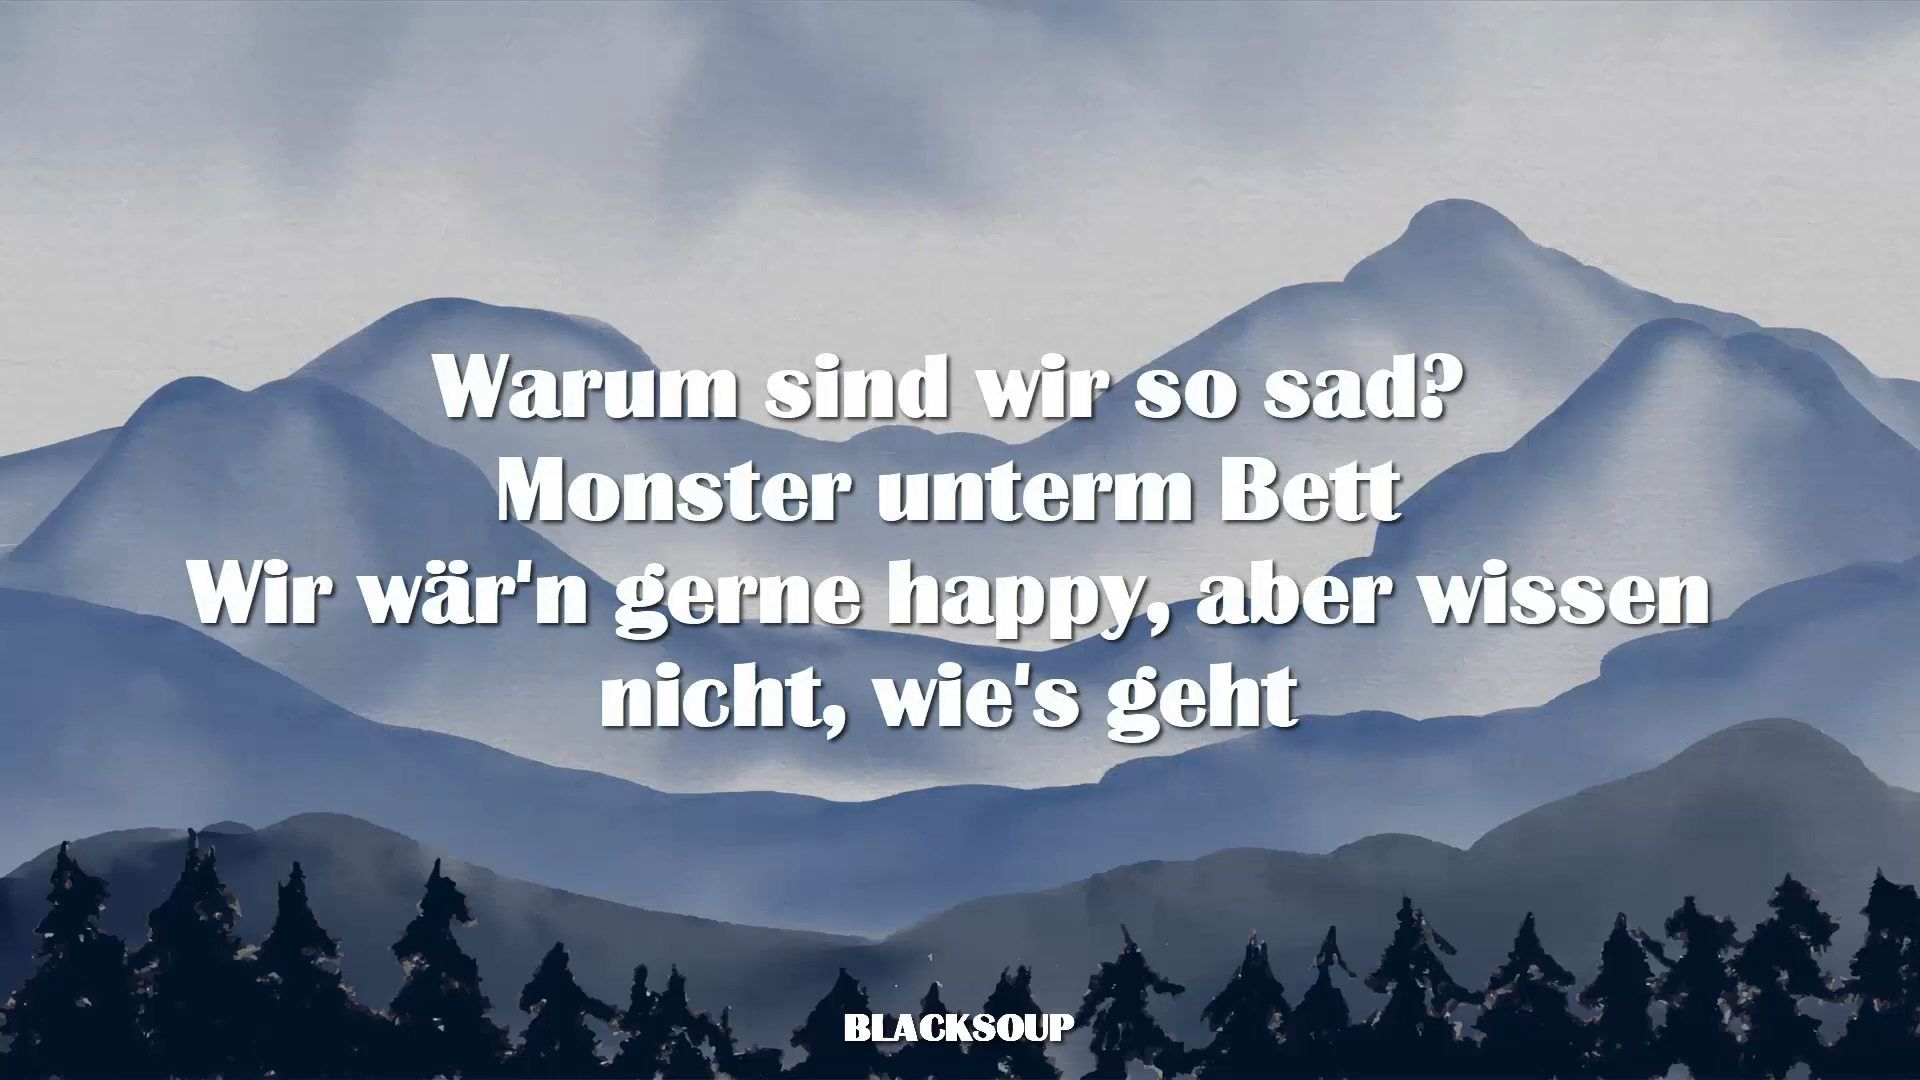 Warum sind wir so sad?
Monster unterm Bett
Wir wär'n gerne happy, aber wissen
nicht, wie's geht
BLACKSOUP